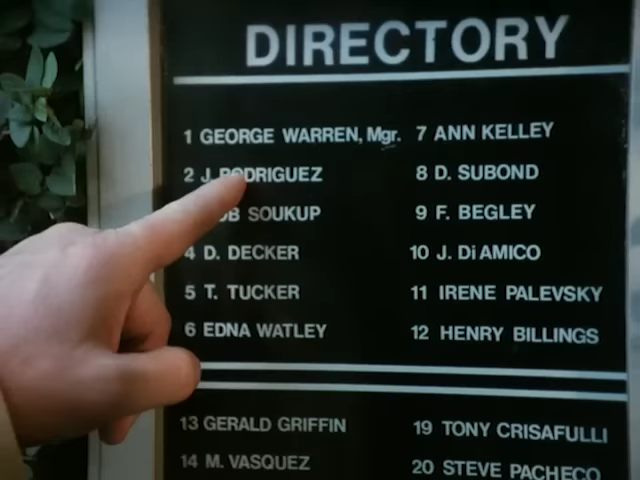 DIRECTORY
1 GEORGE WARREN, Mgr.
2 J RODRIGUEZ
SOUKUP
4 D. DECKER
5 T. TUCKER
6 EDNA WATLEY
7 ANN KELLEY
8 D. SUBOND
9 F. BEGLEY
10 J. DiAMICO
11 IRENE PALEVSKY
12 HENRY BILLINGS
13 GERALD GRIFFIN
14 M. VASQUEZ
19 TONY CRISAFULLI
20 STEVE PACHECO